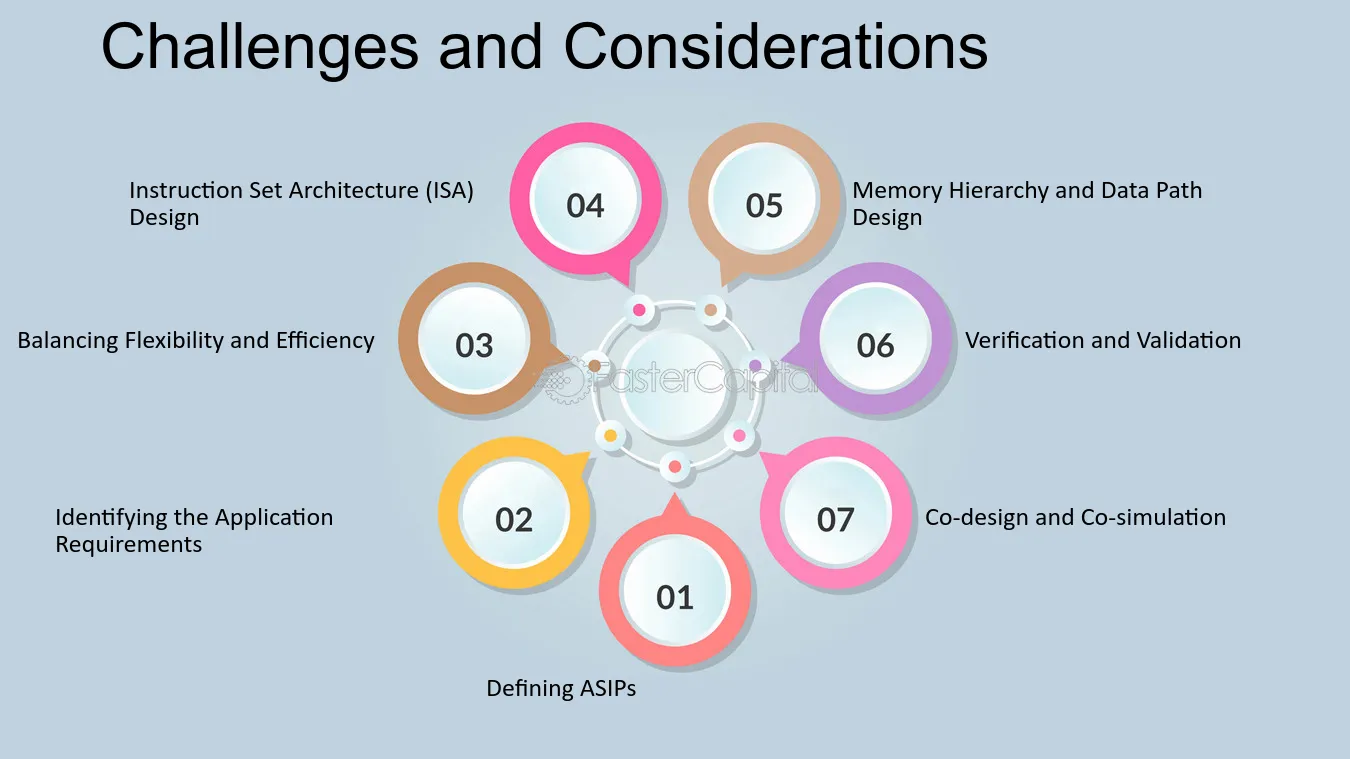 Challenges and Considerations
04
Instruction Set Architecture (ISA)
Design
05
Memory Hierarchy and Data Path
Design
03
Balancing Flexibility and Efficiency
06
Verification and Validation
FasterCapital
02
Identifying the Application
Requirements
07
Co-design and Co-simulation
01
Defining ASIPs